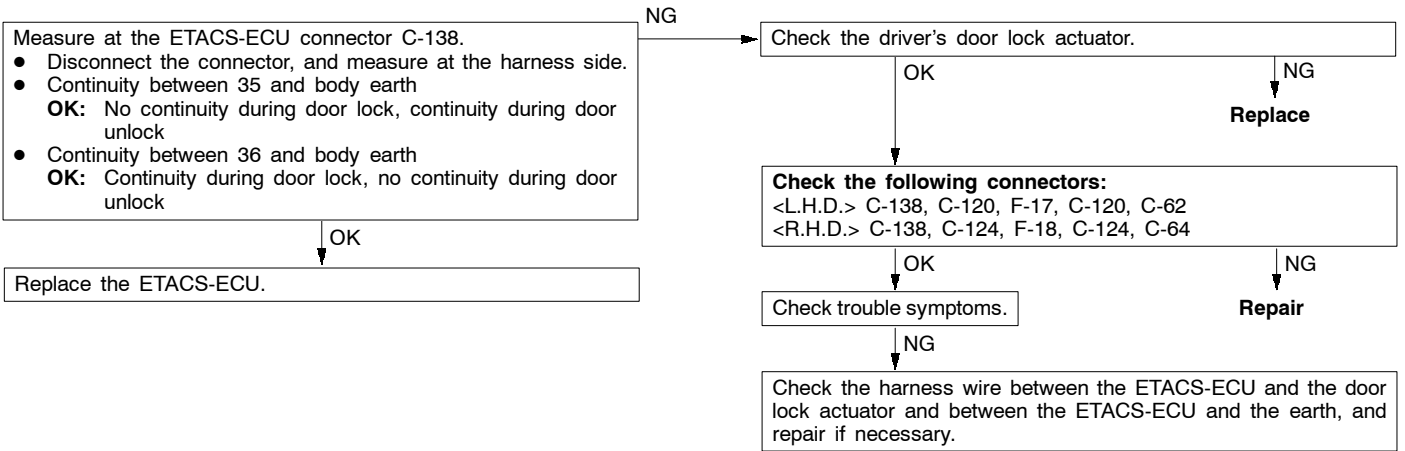 Measure at the ETACS-ECU connector C-138.
● Disconnect the connector, and measure at the harness side.
● Continuity between 35 and body earth
OK: No continuity during door lock, continuity during door
unlock
● Continuity between 36 and body earth
OK: Continuity during door lock, no continuity during door
unlock
OK
Replace the ETACS-ECU.
NG
Check the driver's door lock actuator.
OK
NG
Replace
Check the following connectors:
<L.H.D.> C-138, C-120, F-17, C-120, C-62
<R.H.D.> C-138, C-124, F-18, C-124, C-64
OK
NG
Check trouble symptoms.
Repair
NG
Check the harness wire between the ETACS-ECU and the door
lock actuator and between the ETACS-ECU and the earth, and
repair if necessary.